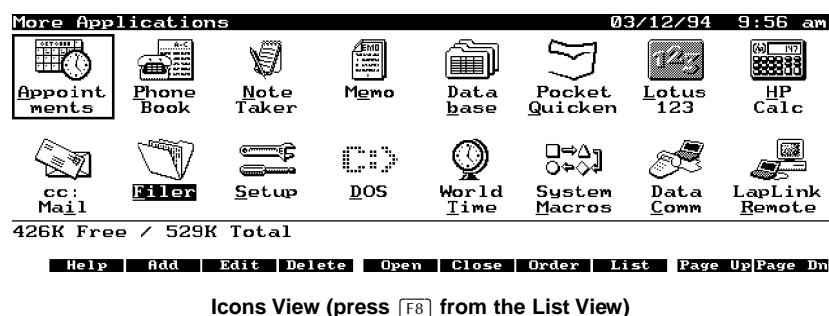 More Applications 03/12/94 9:56 am
Appoint Phone Note Memo Data Pocket Lotus HP
ments Book Taker base Quicken 123 Calc
cc: Filer Setup DOS World System Data LapLink
Mail Time Macros Comm Remote
426K Free / 529K Total
Help Add Edit Delete Open Close Order List Page Up Page Dn
Icons View (press F8 from the List View)